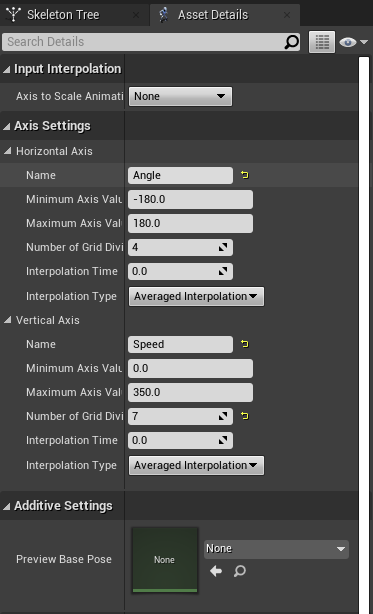 Skeleton Tree
Asset Details
Search Details
Input Interpolation
Axis to Scale Animati None
Axis Settings
Horizontal Axis
Name Angle
Minimum Axis Valu -180.0
Maximum Axis Val 180.0
Number of Grid Divi 4
Interpolation Time 0.0
Interpolation Type Averaged Interpolation
Vertical Axis
Name Speed
Minimum Axis Valu 0.0
Maximum Axis Val 350.0
Number of Grid Divi 7
Interpolation Time 0.0
Interpolation Type Averaged Interpolation
Additive Settings
Preview Base Pose None None